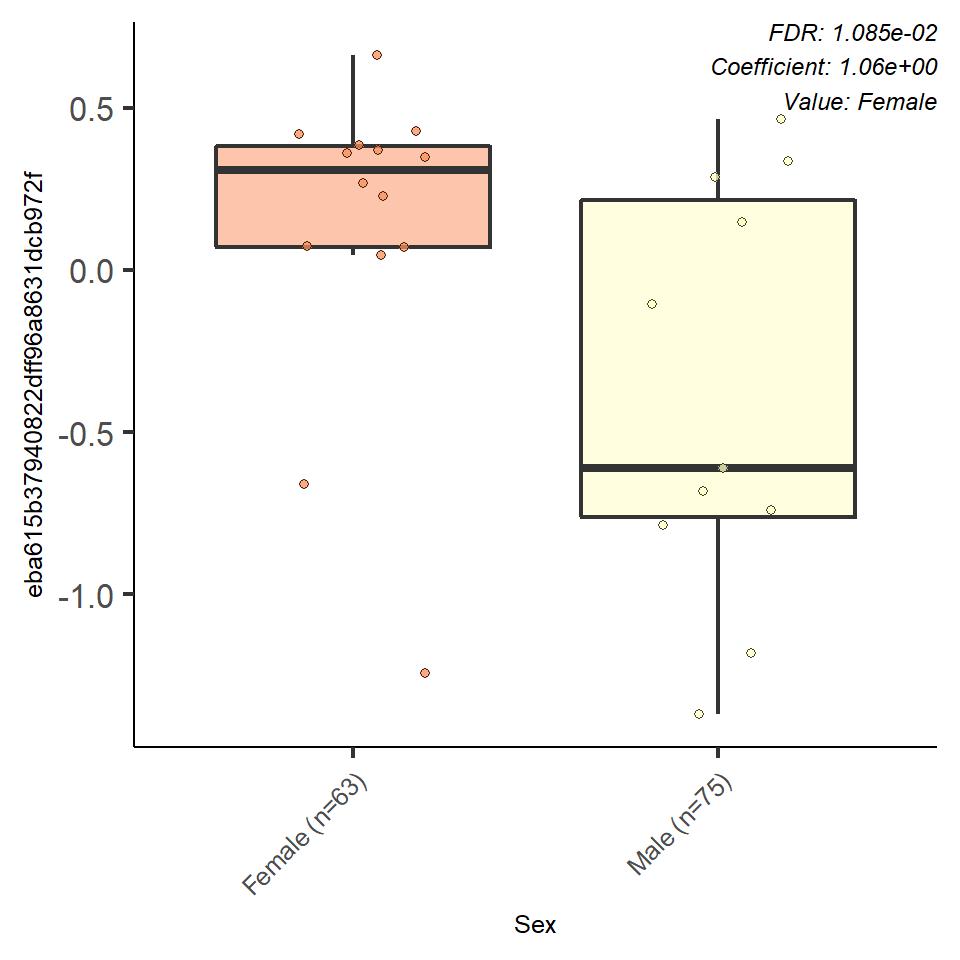 FDR: 1.085e-02
Coefficient: 1.06e+00
Value: Female
0.5
0.0
-0.5
-1.0
eba615b37940822dff96a8631dcb972f
Female (n=63)
Male (n=75)
Sex